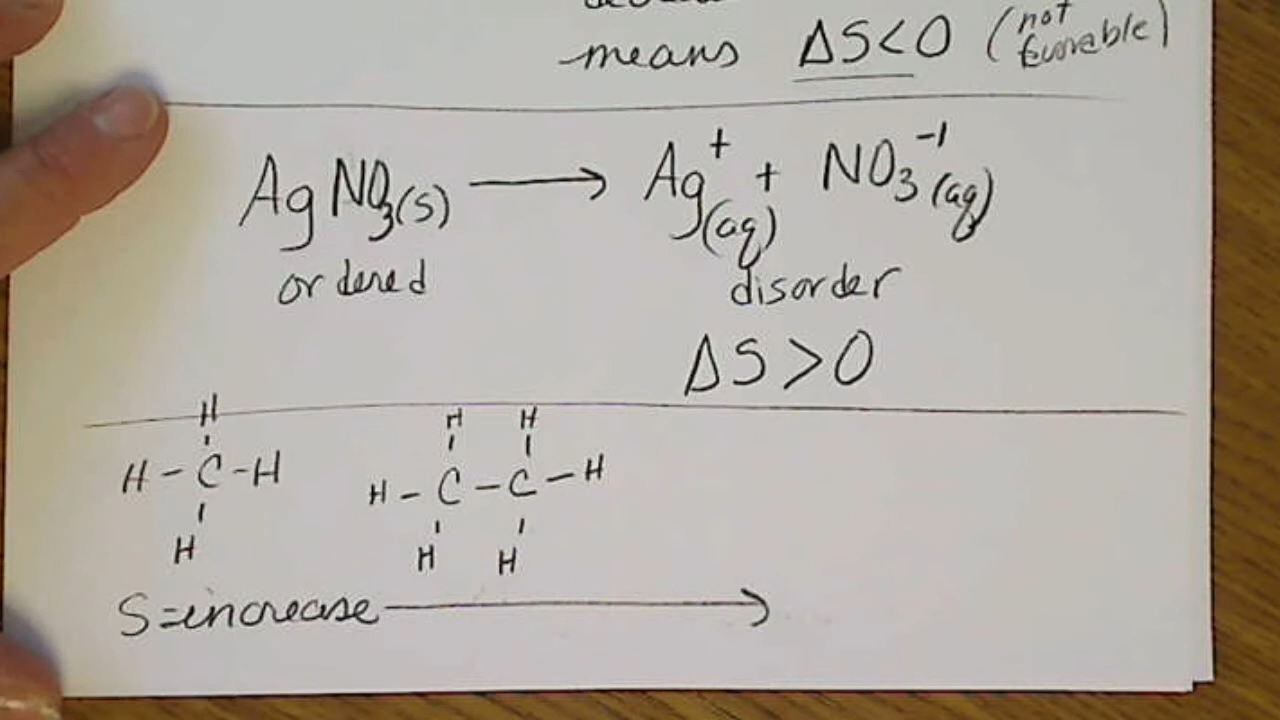 means ΔS<0 (not favorable)
AgNO₃(s) ⟶ Ag⁺(aq) + NO₃⁻¹(aq)
ordered disorder
ΔS>0
H H H
H-C-H H-C-C-H
H H H
S=increase ⟶